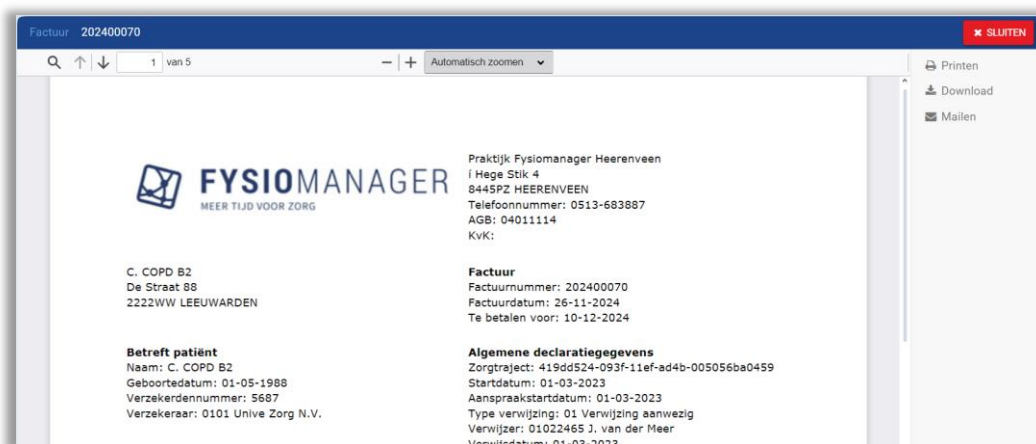 Factuur 202400070
SLUITEN
1 van 5
Automatisch zoomen
Printen
Download
Mailen
FYSIOMANAGER
MEER TIJD VOOR ZORG
Praktijk Fysiomanager Heerenveen
í Hege Stik 4
8445PZ HEERENVEEN
Telefoonnummer: 0513-683887
AGB: 04011114
KvK:
C. COPD B2
De Straat 88
2222WW LEEUWARDEN
Factuur
Factuurnummer: 202400070
Factuurdatum: 26-11-2024
Te betalen voor: 10-12-2024
Betreft patiënt
Naam: C. COPD B2
Geboortedatum: 01-05-1988
Verzekerdennummer: 5687
Verzekeraar: 0101 Unive Zorg N.V.
Algemene declaratiegegevens
Zorgtraject: 419dd524-093f-11ef-ad4b-005056ba0459
Startdatum: 01-03-2023
Aanspraakstartdatum: 01-03-2023
Type verwijzing: 01 Verwijzing aanwezig
Verwijzer: 01022465 J. van der Meer
Verwijsdatum: 01-03-2023